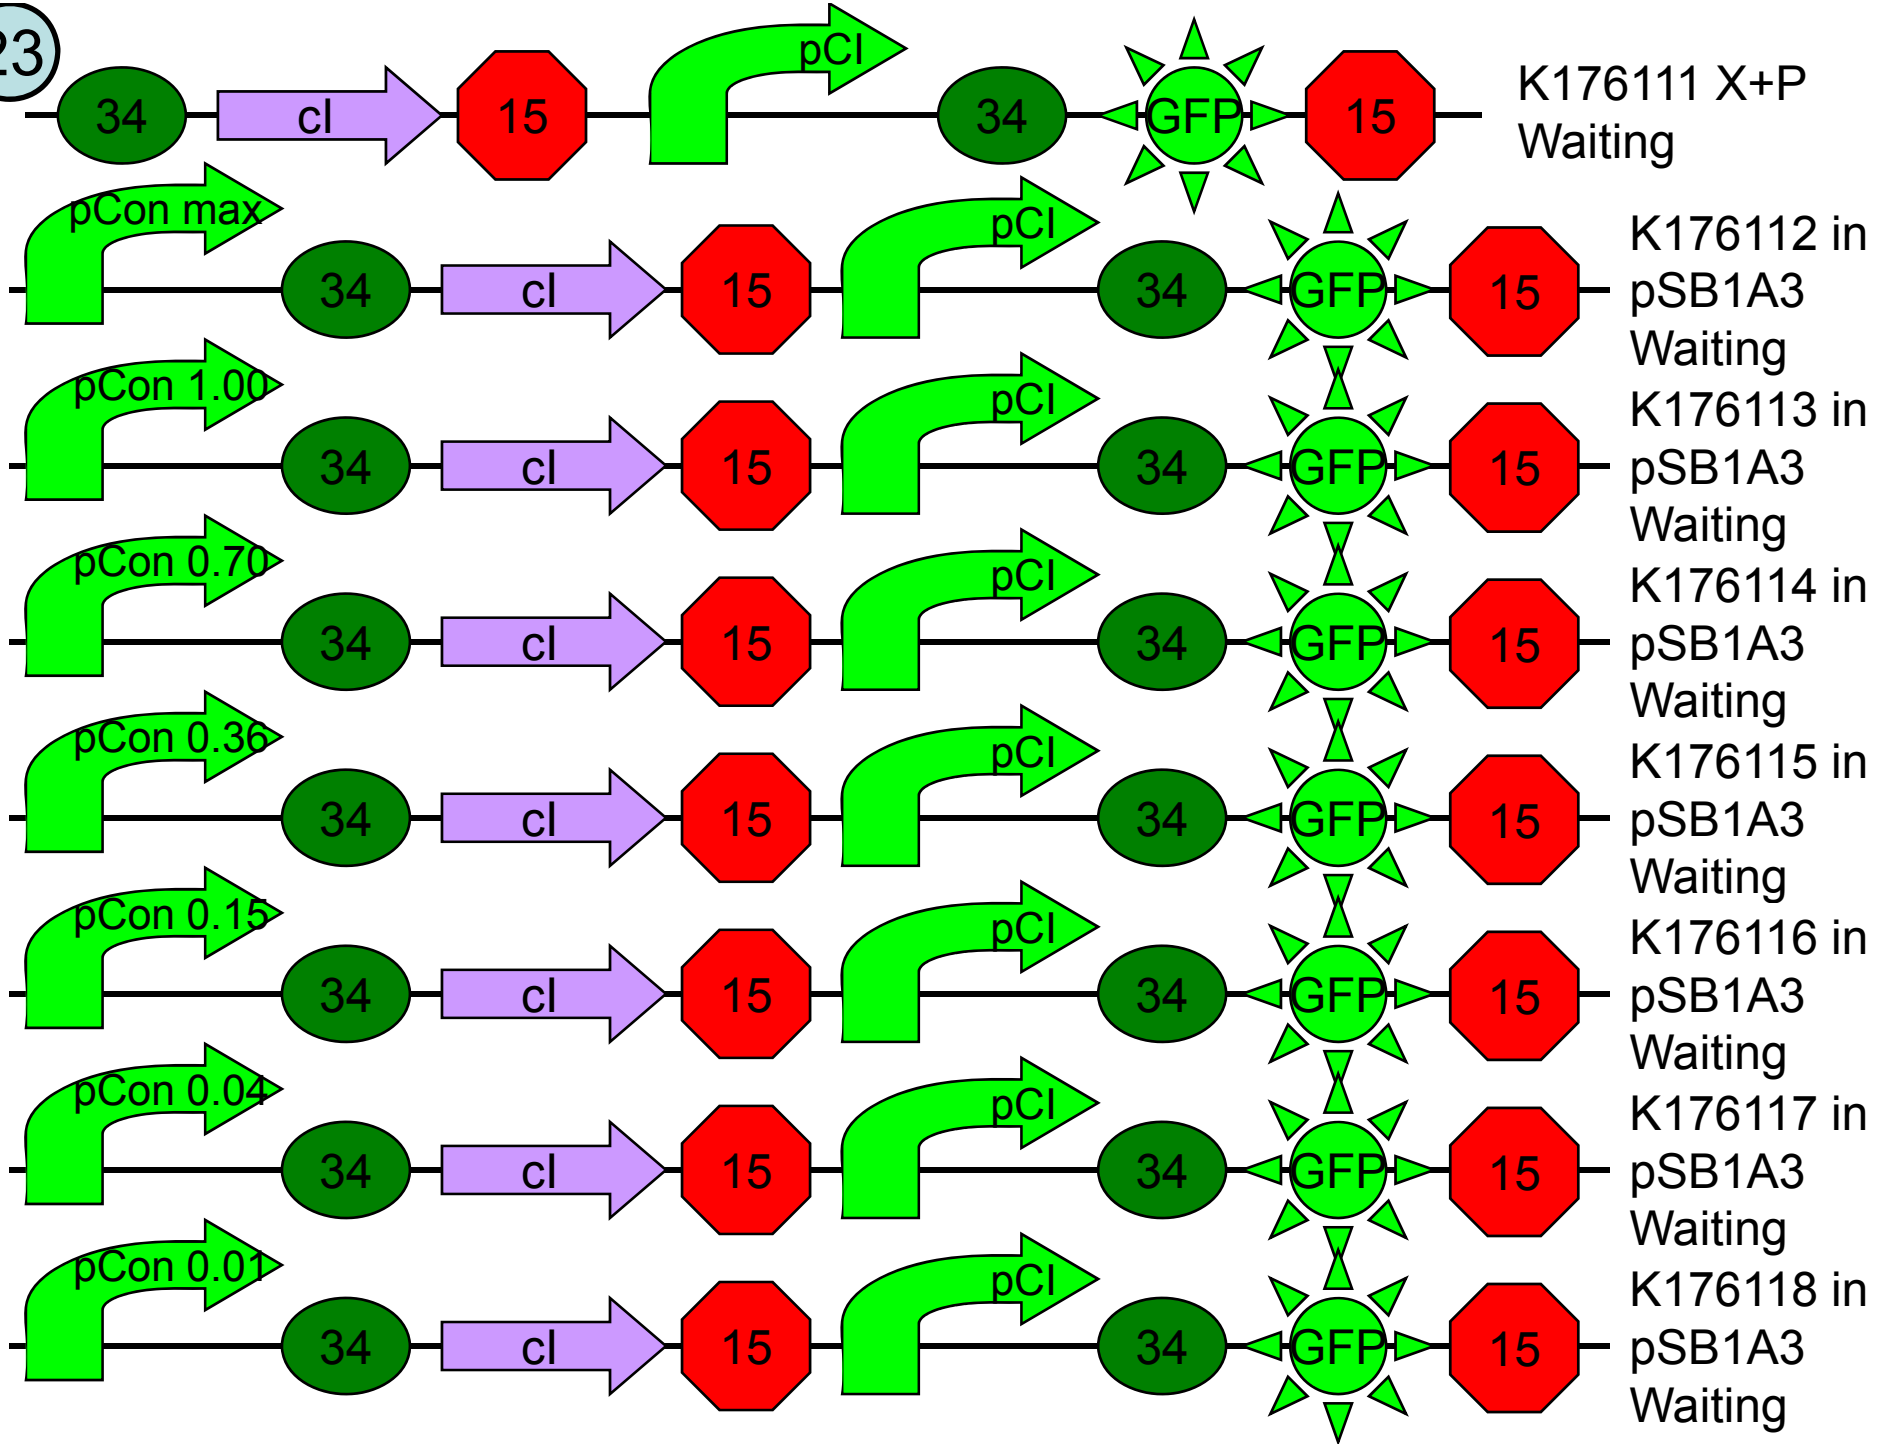 23
34 cI 15 pCI 34 GFP 15 K176111 X+P
Waiting
pCon max 34 cI 15 pCI 34 GFP 15 K176112 in
pSB1A3
Waiting
pCon 1.00 34 cI 15 pCI 34 GFP 15 K176113 in
pSB1A3
Waiting
pCon 0.70 34 cI 15 pCI 34 GFP 15 K176114 in
pSB1A3
Waiting
pCon 0.36 34 cI 15 pCI 34 GFP 15 K176115 in
pSB1A3
Waiting
pCon 0.15 34 cI 15 pCI 34 GFP 15 K176116 in
pSB1A3
Waiting
pCon 0.04 34 cI 15 pCI 34 GFP 15 K176117 in
pSB1A3
Waiting
pCon 0.01 34 cI 15 pCI 34 GFP 15 K176118 in
pSB1A3
Waiting